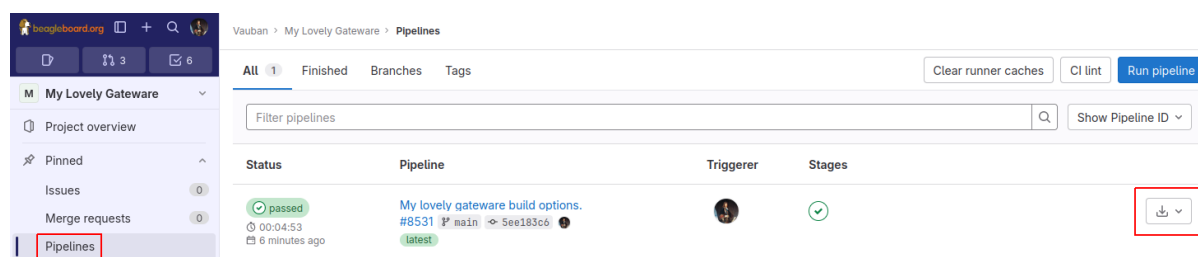 beagleboard.org
3
6
M My Lovely Gateware
Project overview
Pinned
Issues 0
Merge requests 0
Pipelines
Vauban > My Lovely Gateware > Pipelines
All 1 Finished Branches Tags
Clear runner caches CI lint Run pipeline
Filter pipelines
Show Pipeline ID
Status Pipeline Triggerer Stages
passed
00:04:53
6 minutes ago
My lovely gateware build options.
#8531 main 5ee183c6
latest